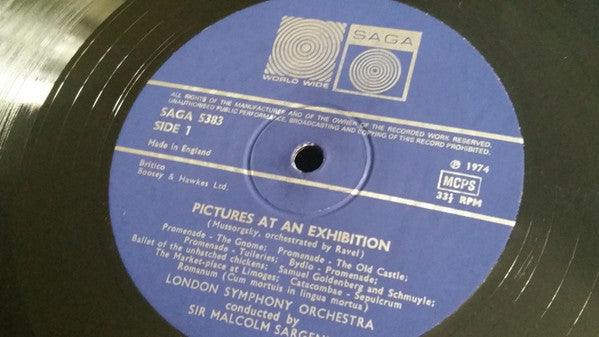 SAGA
WORLD WIDE
ALL RIGHTS OF THE MANUFACTURER AND OF THE OWNER OF THE RECORDED WORK RESERVED.
UNAUTHORISED PUBLIC PERFORMANCE, BROADCASTING AND COPYING OF THIS RECORD PROHIBITED.
SAGA 5383
SIDE 1
Made in England
Britico
Boosey & Hawkes Ltd.
℗ 1974
MCPS
33⅓ RPM
PICTURES AT AN EXHIBITION
(Mussorgsky, orchestrated by Ravel)
Promenade - The Gnome; Promenade - The Old Castle;
Promenade - Tuileries; Bydlo - Promenade;
Ballet of the unhatched chickens; Samuel Goldenberg and Schmuyle;
The Market-place at Limoges; Catacombae - Sepulcrum
Romanum (Cum mortuis in lingua mortua)
LONDON SYMPHONY ORCHESTRA
conducted by
SIR MALCOLM SARGEN